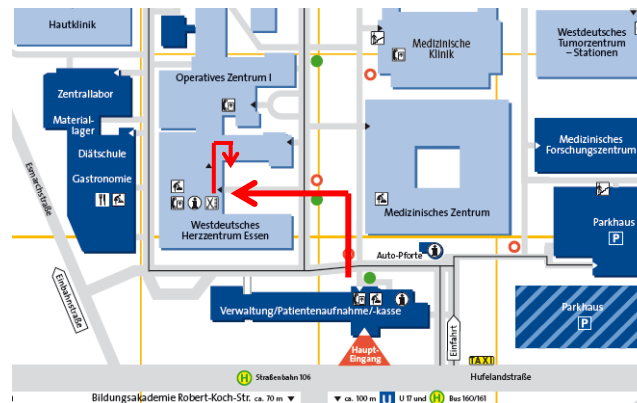 Hautklinik
Operatives Zentrum I
Medizinische
Klinik
Westdeutsches
Tumorzentrum
– Stationen
Zentrallabor
Material-
lager
Diätschule
Gastronomie
Medizinisches
Forschungszentrum
Westdeutsches
Herzzentrum Essen
Medizinisches Zentrum
Parkhaus
P
Esmarchstraße
Auto-Pforte
Einbahnstraße
Verwaltung/Patientenaufnahme/-kasse
Parkhaus
P
Haupt-
Eingang
Einfahrt
TAXI
H Straßenbahn 106
Hufelandstraße
Bildungsakademie Robert-Koch-Str. ca. 70 m ▼
▼ ca. 100 m U U 17 und H Bus 160/161